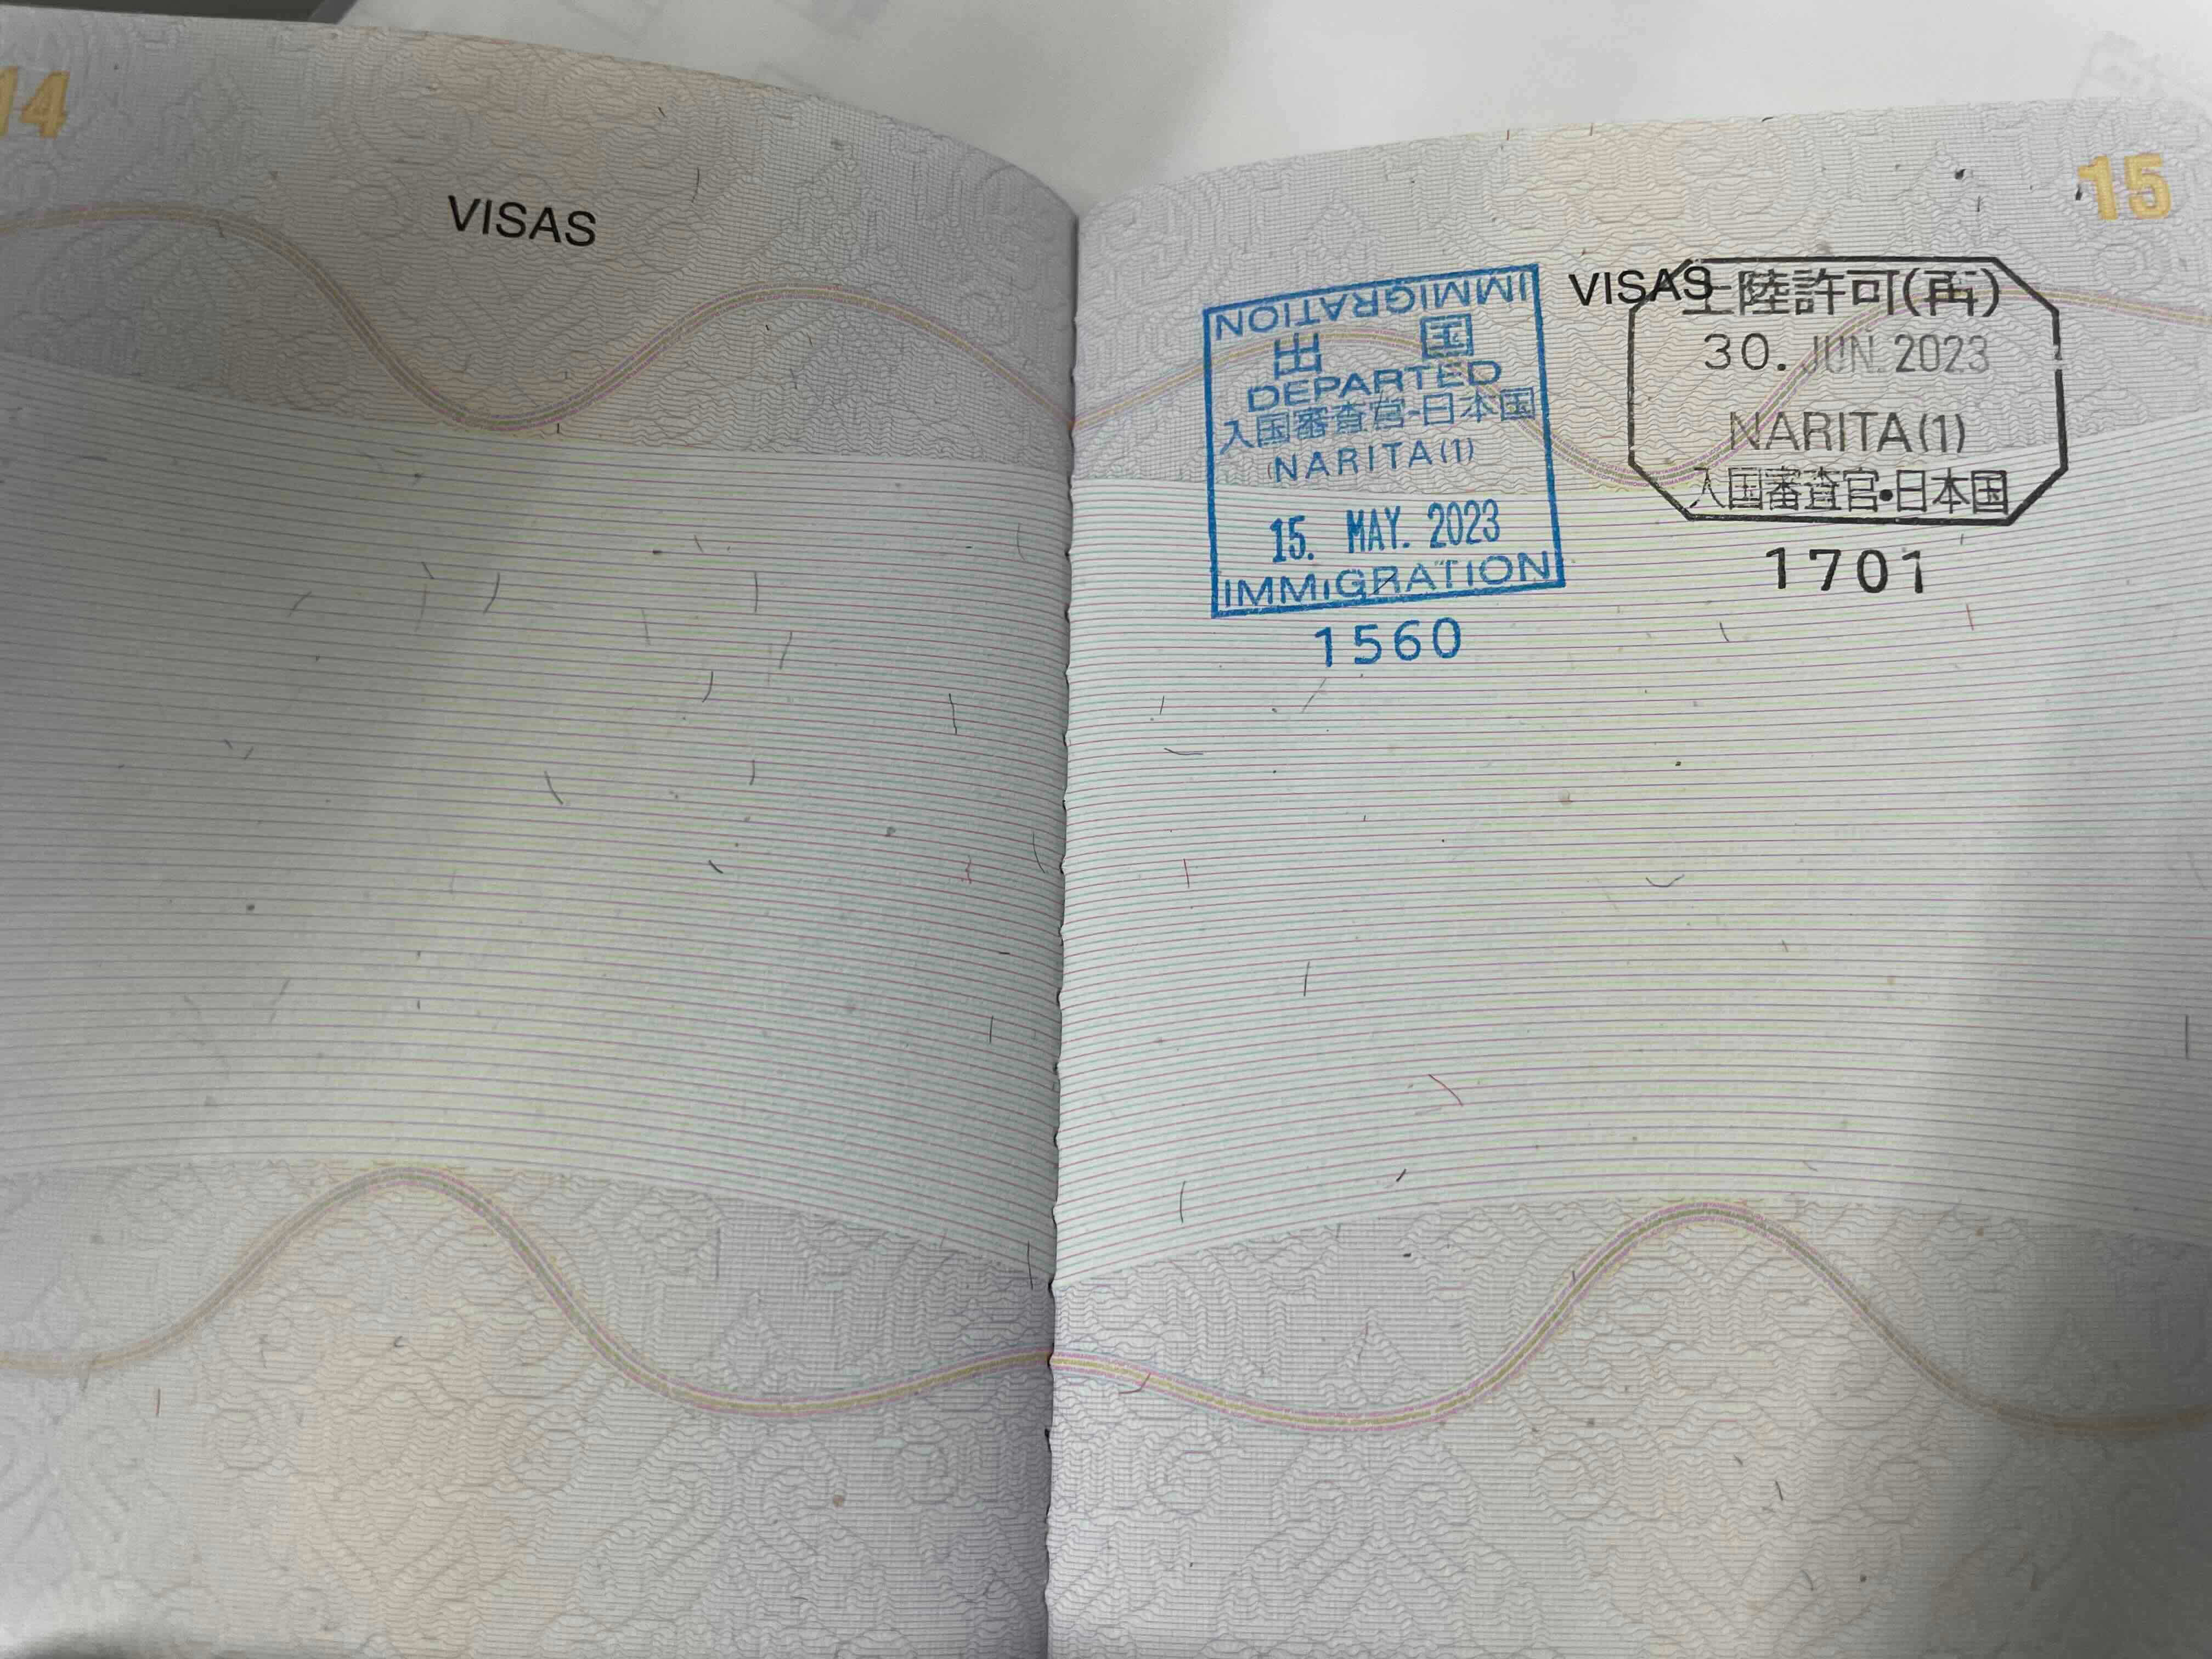 14
VISAS
15
IMMIGRATION
出 国
DEPARTED
入国審査官-日本国
NARITA(1)
15. MAY. 2023
IMMIGRATION
1560
VISAS
上陸許可(再)
30. JUN. 2023
NARITA(1)
入国審査官・日本国
1701